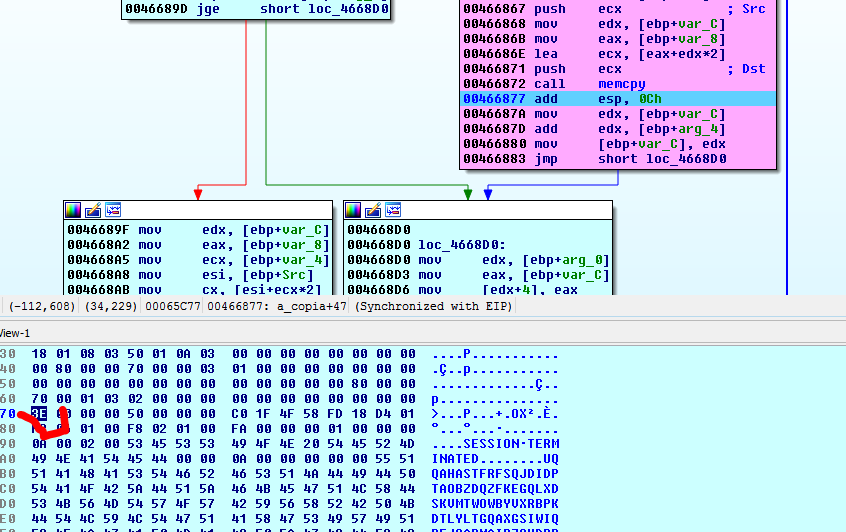 0046689D jge     short loc_4668D0
00466867 push    ecx             ; Src
00466868 mov     edx, [ebp+var_C]
0046686B mov     eax, [ebp+var_8]
0046686E lea     ecx, [eax+edx*2]
00466871 push    ecx             ; Dst
00466872 call    memcpy
00466877 add     esp, 0Ch
0046687A mov     edx, [ebp+var_C]
0046687D add     edx, [ebp+arg_4]
00466880 mov     [ebp+var_C], edx
00466883 jmp     short loc_4668D0
0046689F mov     edx, [ebp+var_C]
004668A2 mov     eax, [ebp+var_8]
004668A5 mov     ecx, [ebp+var_4]
004668A8 mov     esi, [ebp+Src]
004668AB mov     cx, [esi+ecx*2]
004668D0
004668D0 loc_4668D0:
004668D0 mov     edx, [ebp+arg_0]
004668D3 mov     eax, [ebp+var_C]
004668D6 mov     [edx+4], eax
(-112,608) (34,229) 00065C77 00466877: a_copia+47 (Synchronized with EIP)
View-1
30 18 01 08 03 50 01 0A 03 00 00 00 00 00 00 00 00 ....P...........
40 00 80 00 00 70 00 00 03 01 00 00 00 00 00 00 00 .Ç..p...........
50 00 00 00 00 00 00 00 00 00 00 00 00 00 80 00 00 .............Ç..
60 70 00 01 03 02 00 00 00 00 00 00 00 00 00 00 00 p...............
70 3E 00 00 00 50 00 00 00 C0 1F 4F 58 FD 18 D4 01 >...P...+.OX².È.
80 01 00 F8 02 01 00 FA 00 00 00 01 00 00 00 ....°...·.......
90 0A 00 02 00 53 45 53 53 49 4F 4E 20 54 45 52 4D ....SESSION·TERM
49 4E 41 54 45 44 00 00 0A 00 00 00 00 00 55 51 INATED........UQ
B0 51 41 48 41 53 54 46 52 46 53 51 4A 44 49 44 50 QAHASTFRFSQJDIDP
C0 54 41 4F 42 5A 44 51 5A 46 4B 45 47 51 4C 58 44 TAOBZDQZFKEGQLXD
D0 53 4B 56 4D 54 57 4F 57 42 59 56 58 52 42 50 4B SKVMTWOWBYVXRBPK
E0 44 54 4C 59 4C 54 47 51 41 58 47 53 49 57 49 51 DTLYLTGQAXGSIWIQ